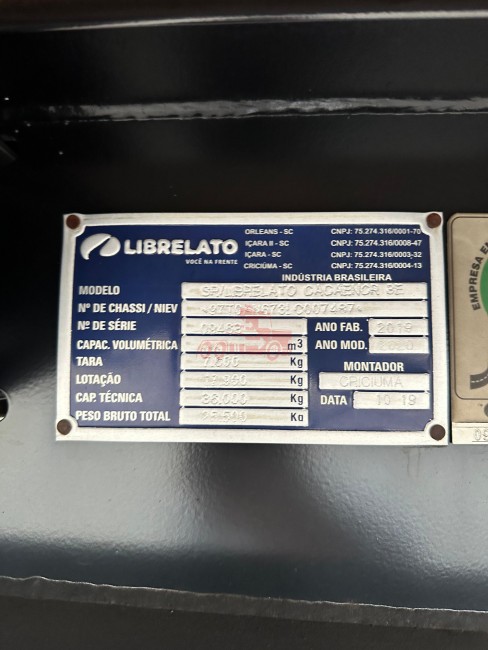 LIBRELATO
VOCÊ NA FRENTE
ORLEANS - SC CNPJ: 75.274.316/0001-70
IÇARA II - SC CNPJ: 75.274.316/0008-47
IÇARA - SC CNPJ: 75.274.316/0003-32
CRICIÚMA - SC CNPJ: 75.274.316/0004-13
INDÚSTRIA BRASILEIRA
MODELO
Nº DE CHASSI / NIEV
Nº DE SÉRIE ANO FAB. 2019
CAPAC. VOLUMÉTRICA m3 ANO MOD.
TARA Kg MONTADOR
LOTAÇÃO Kg CRICIUMA
CAP. TÉCNICA 36,000 Kg DATA 10 19
PESO BRUTO TOTAL Kg
EMPRESA